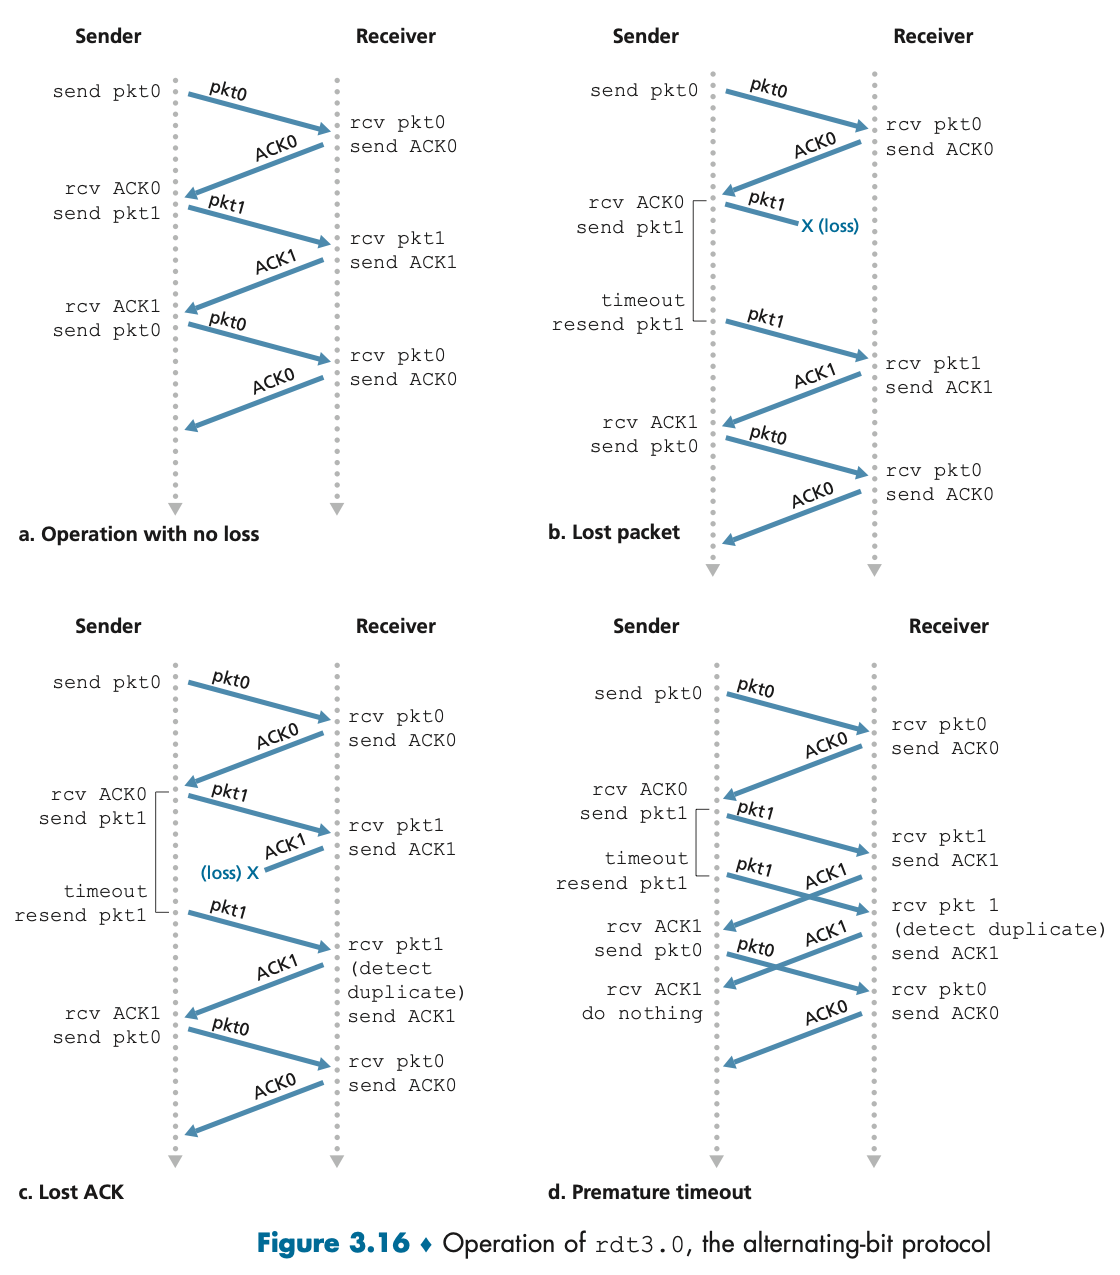 Sender
Receiver
send pkt0
pkt0
rcv pkt0
send ACK0
ACK0
rcv ACK0
send pkt1
pkt1
rcv pkt1
send ACK1
ACK1
rcv ACK1
send pkt0
pkt0
rcv pkt0
send ACK0
ACK0
a. Operation with no loss
Sender
Receiver
send pkt0
pkt0
rcv pkt0
send ACK0
ACK0
rcv ACK0
send pkt1
pkt1
X (loss)
timeout
resend pkt1
pkt1
rcv pkt1
send ACK1
ACK1
rcv ACK1
send pkt0
pkt0
rcv pkt0
send ACK0
ACK0
b. Lost packet
Sender
Receiver
send pkt0
pkt0
rcv pkt0
send ACK0
ACK0
rcv ACK0
send pkt1
pkt1
rcv pkt1
send ACK1
ACK1
(loss) X
timeout
resend pkt1
pkt1
rcv pkt1
(detect
duplicate)
send ACK1
ACK1
rcv ACK1
send pkt0
pkt0
rcv pkt0
send ACK0
ACK0
c. Lost ACK
Sender
Receiver
send pkt0
pkt0
rcv pkt0
send ACK0
ACK0
rcv ACK0
send pkt1
pkt1
rcv pkt1
send ACK1
timeout
resend pkt1
pkt1
ACK1
rcv pkt 1
(detect duplicate)
send ACK1
rcv ACK1
send pkt0
pkt0
ACK1
rcv ACK1
do nothing
rcv pkt0
send ACK0
ACK0
d. Premature timeout
Figure 3.16 ♦ Operation of rdt3.0, the alternating-bit protocol